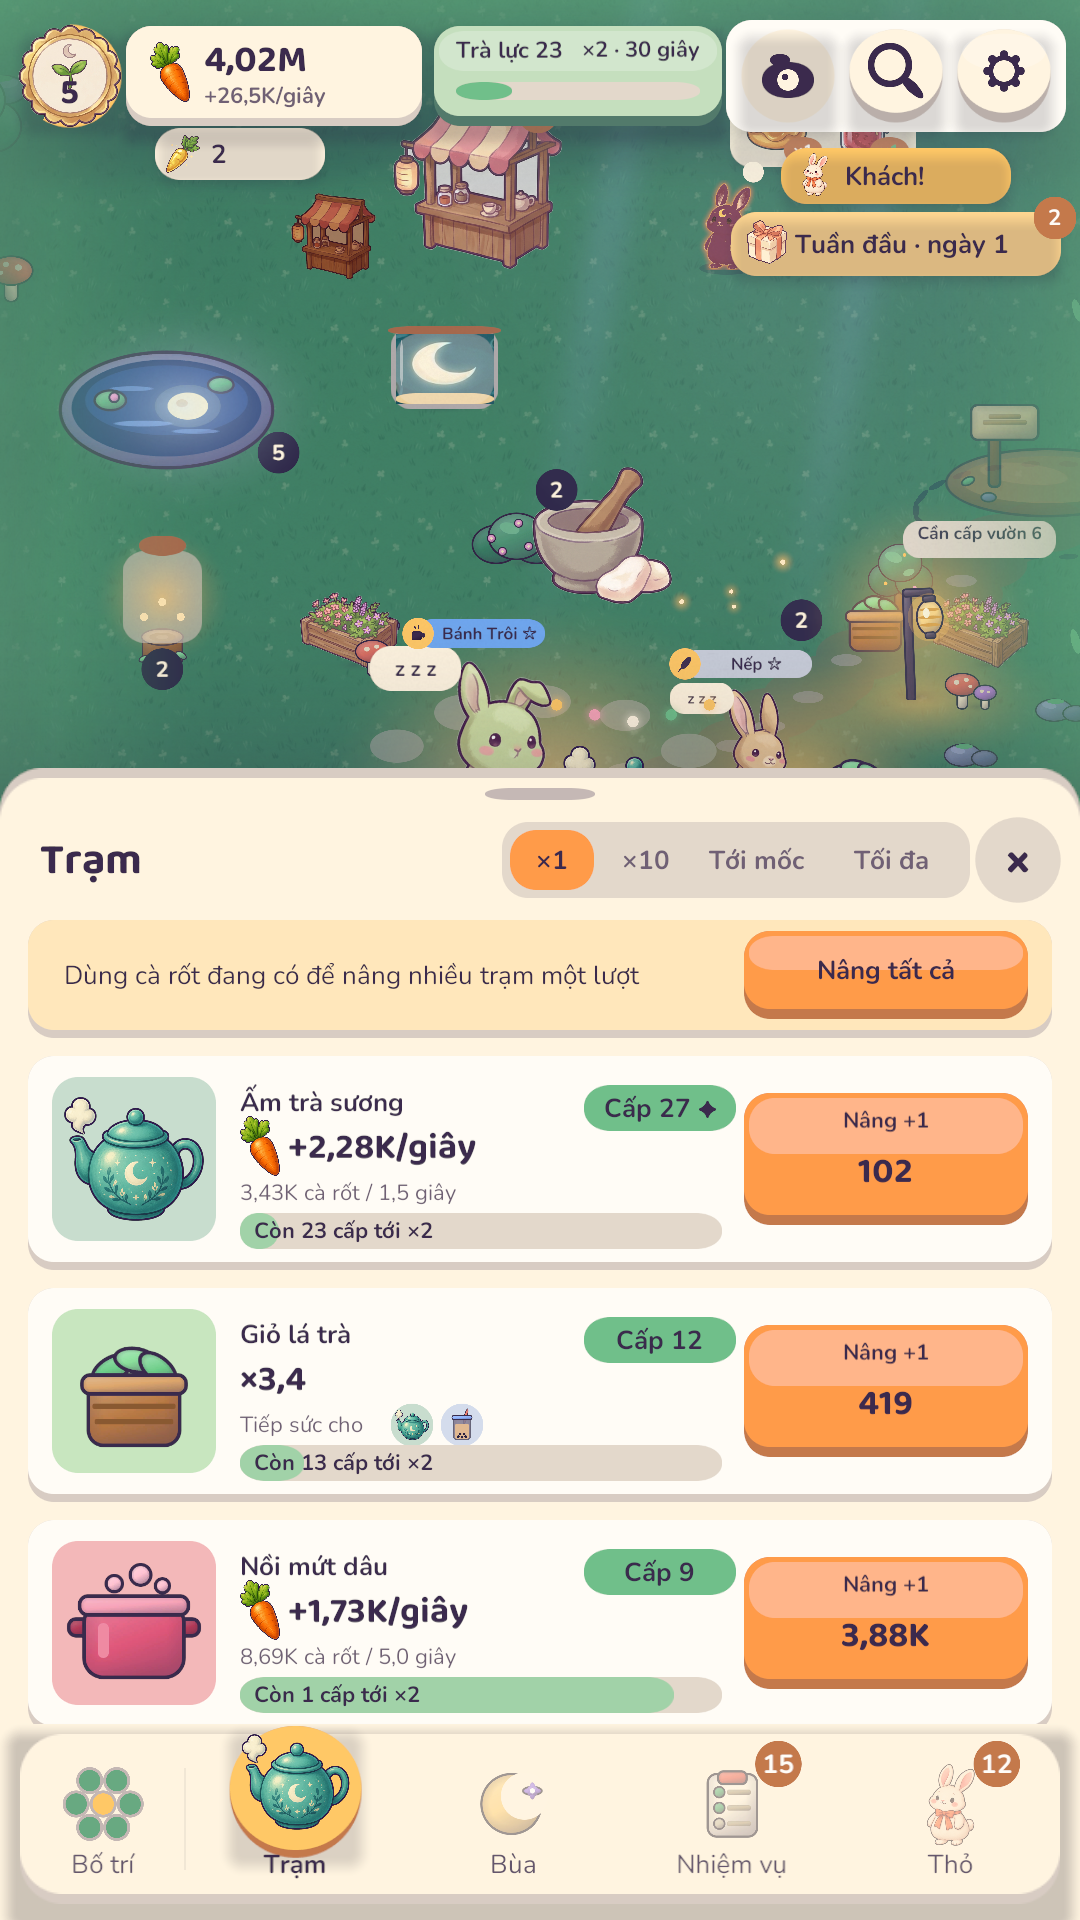 5
4,02M
+26,5K/giây
Trà lực 23 ×2 · 30 giây
2
Khách!
Tuần đầu · ngày 1
2
5
2
Cần cấp vườn 6
2
2
Bánh Trôi ☆
z z z
Nếp ☆
z z z
Trạm
×1
×10
Tới mốc
Tối đa
×
Dùng cà rốt đang có để nâng nhiều trạm một lượt
Nâng tất cả
Ấm trà sương
Cấp 27 ✦
+2,28K/giây
3,43K cà rốt / 1,5 giây
Còn 23 cấp tới ×2
Nâng +1
102
Giỏ lá trà
Cấp 12
×3,4
Tiếp sức cho
Còn 13 cấp tới ×2
Nâng +1
419
Nồi mứt dâu
Cấp 9
+1,73K/giây
8,69K cà rốt / 5,0 giây
Còn 1 cấp tới ×2
Nâng +1
3,88K
Bố trí
Trạm
Bùa
15
Nhiệm vụ
12
Thỏ